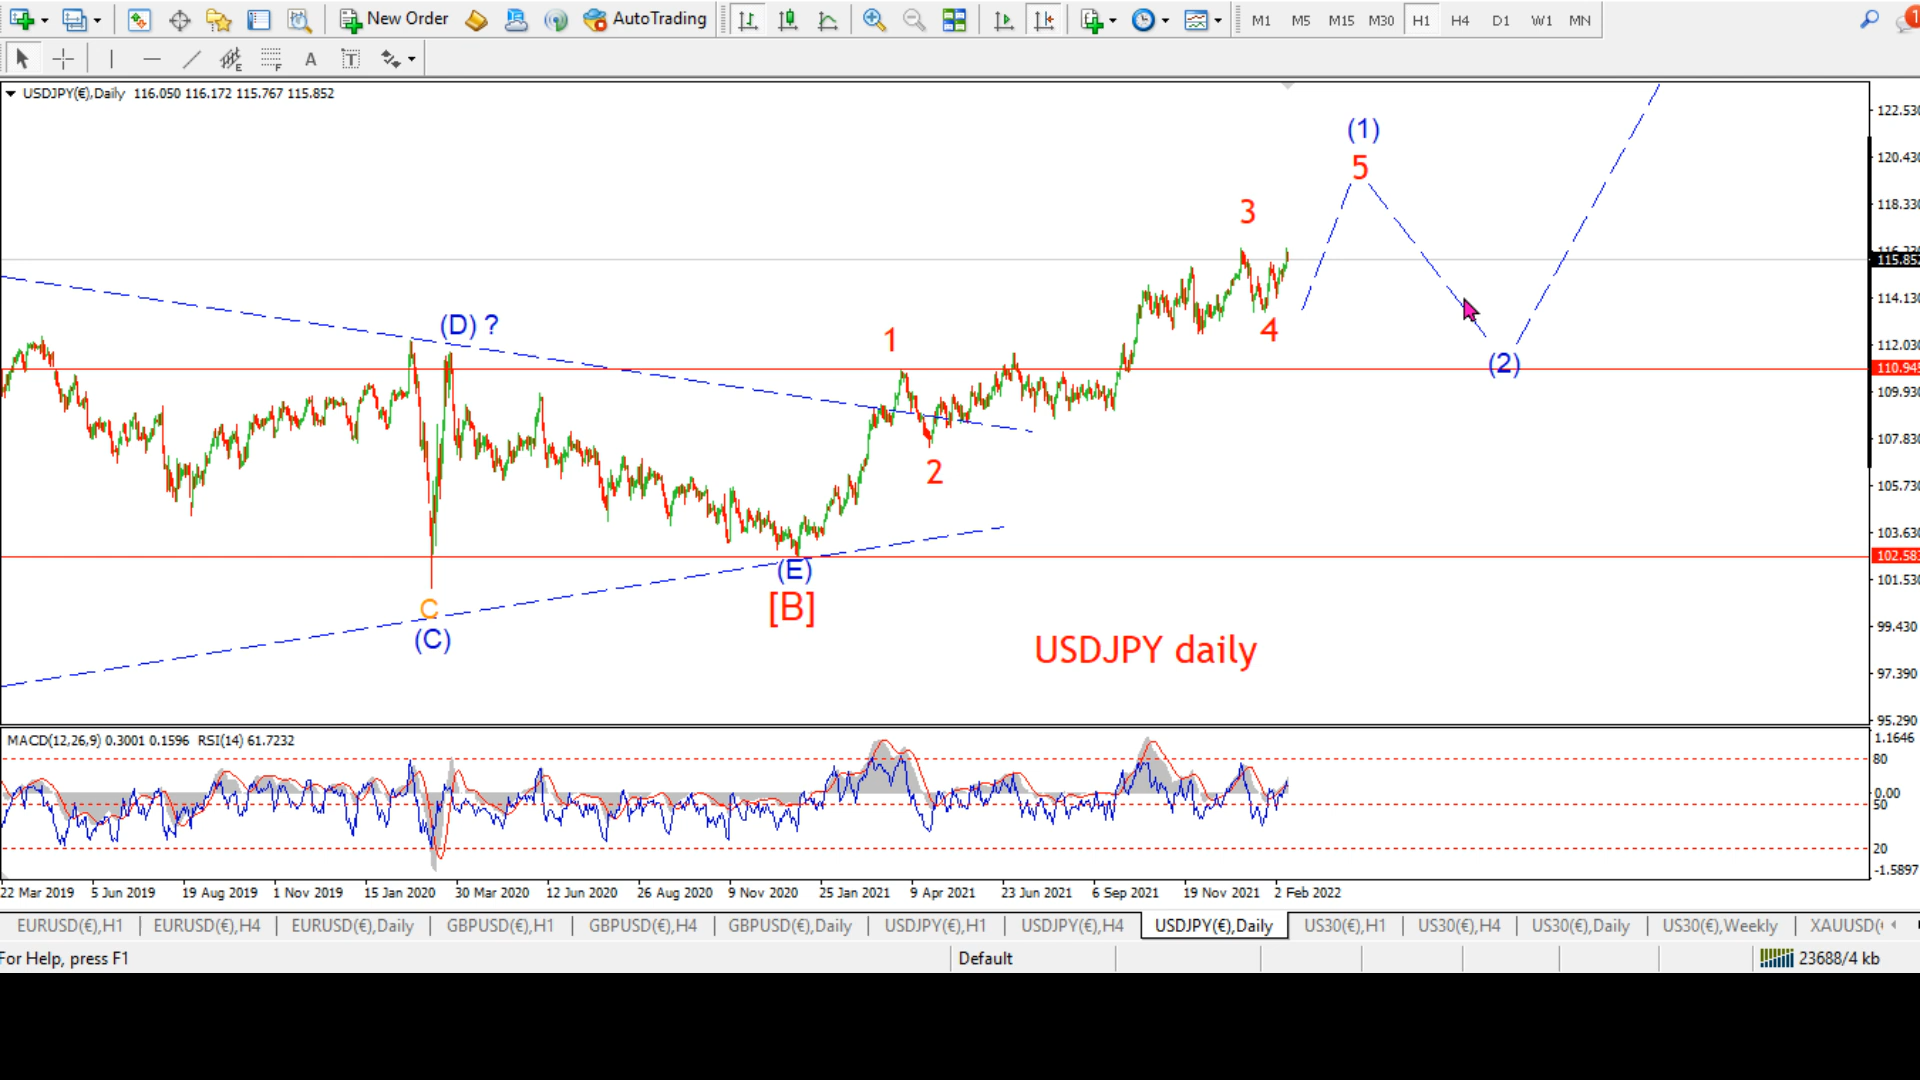 New Order
AutoTrading
M1 M5 M15 M30 H1 H4 D1 W1 MN
1
E F A T
USDJPY(€),Daily 116.050 116.172 115.767 115.852
122.530
(1)
120.430
5
3
118.330
115.852
114.130
(D) ?
1
4
112.030
(2)
110.945
109.930
107.830
2
105.730
103.630
102.583
(E)
101.530
C
[B]
99.430
(C)
USDJPY daily
97.390
95.290
MACD(12,26,9) 0.3001 0.1596 RSI(14) 61.7232
1.1646
80
0.00
50
20
-1.5897
22 Mar 2019 5 Jun 2019 19 Aug 2019 1 Nov 2019 15 Jan 2020 30 Mar 2020 12 Jun 2020 26 Aug 2020 9 Nov 2020 25 Jan 2021 9 Apr 2021 23 Jun 2021 6 Sep 2021 19 Nov 2021 2 Feb 2022
EURUSD(€),H1 EURUSD(€),H4 EURUSD(€),Daily GBPUSD(€),H1 GBPUSD(€),H4 GBPUSD(€),Daily USDJPY(€),H1 USDJPY(€),H4 USDJPY(€),Daily US30(€),H1 US30(€),H4 US30(€),Daily US30(€),Weekly XAUUSD(
For Help, press F1 Default 23688/4 kb